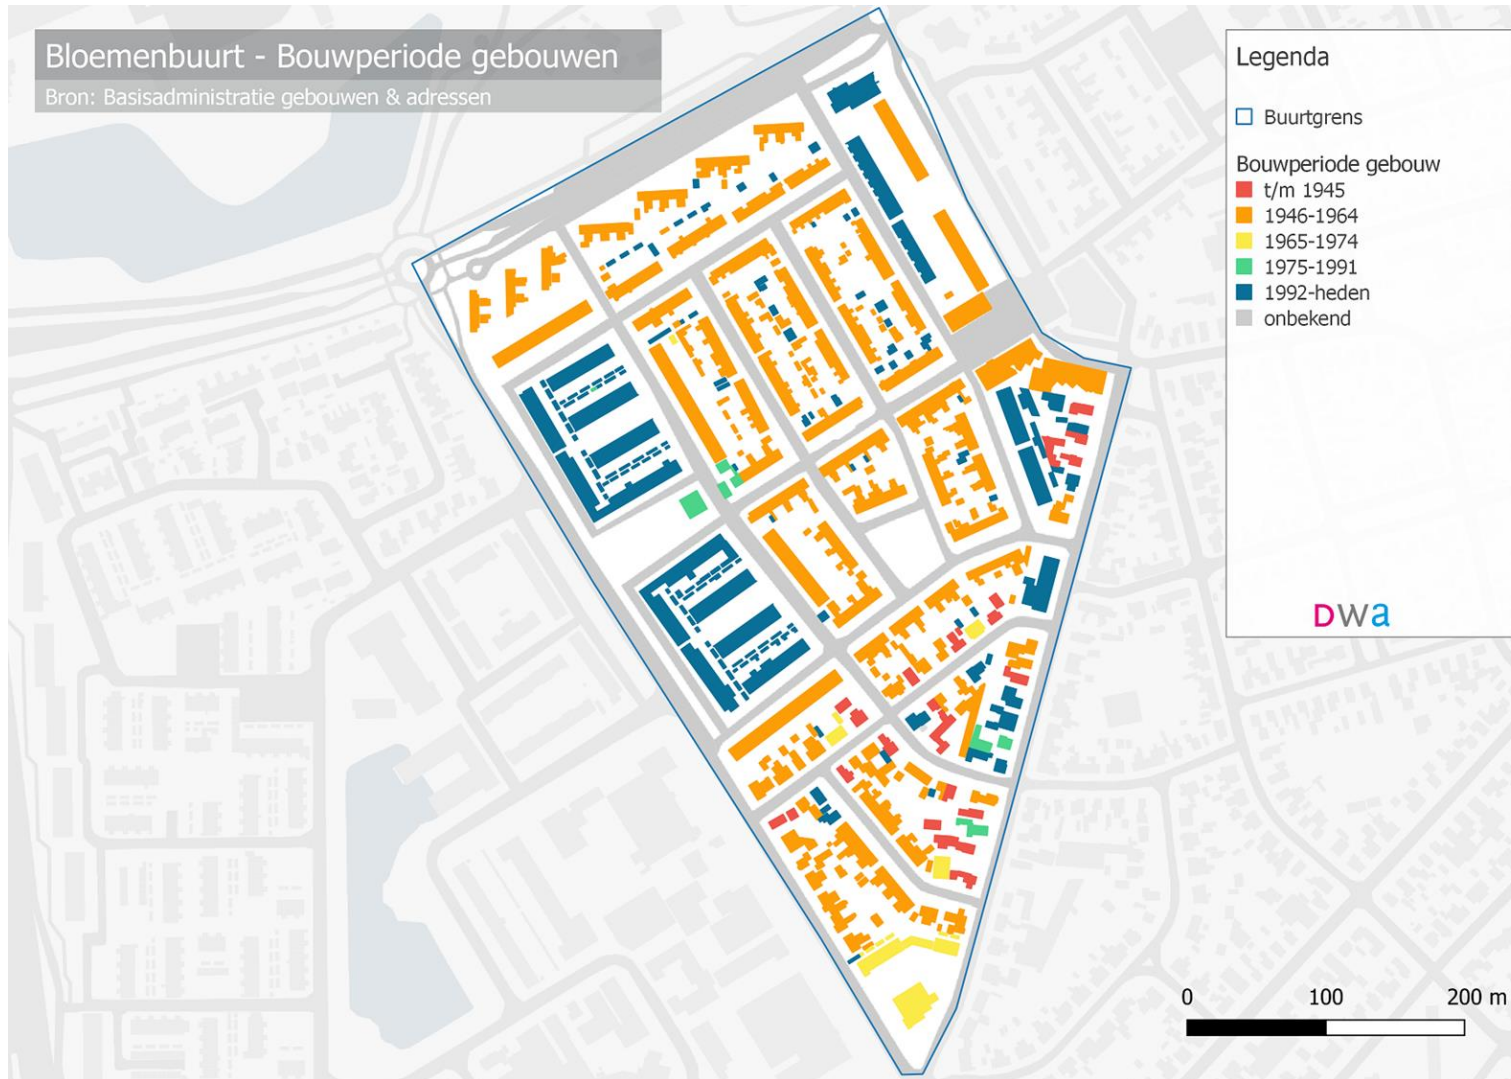 Bloemenbuurt - Bouwperiode gebouwen
Bron: Basisadministratie gebouwen & adressen
Legenda
Buurtgrens
Bouwperiode gebouw
t/m 1945
1946-1964
1965-1974
1975-1991
1992-heden
onbekend
DWa
0 100 200 m